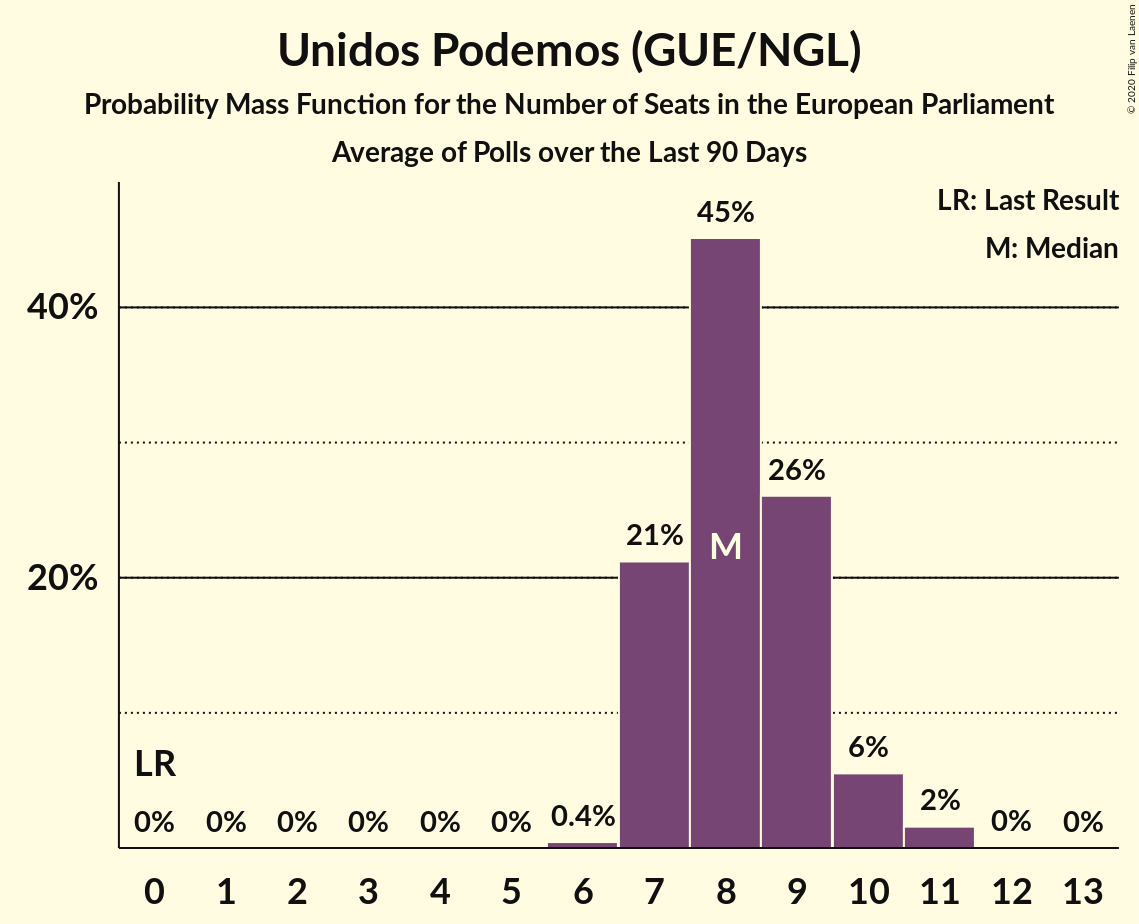 Unidos Podemos (GUE/NGL)
Probability Mass Function for the Number of Seats in the European Parliament
Average of Polls over the Last 90 Days
© 2020 Filip van Laenen
LR: Last Result
M: Median
45%
40%
26%
21%
M
20%
LR
6%
2%
0% 0% 0% 0% 0% 0% 0.4% 0% 0%
0 1 2 3 4 5 6 7 8 9 10 11 12 13